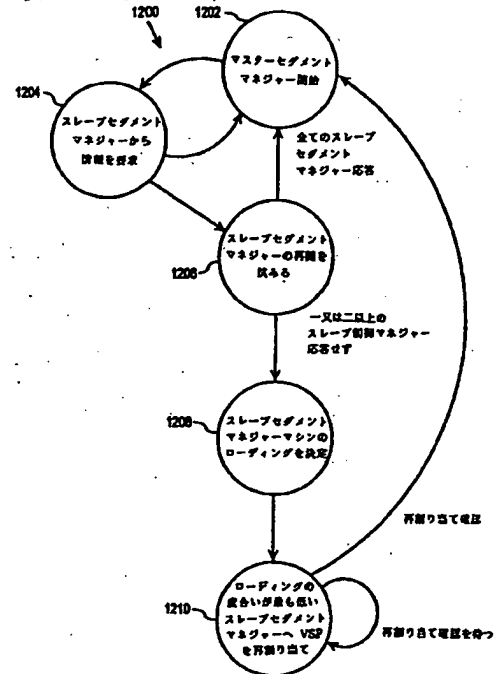 1200
1202
マスターセグメント
マネジャー開始
1204
スレーブセグメント
マネジャーから
情報を要求
全てのスレーブ
セグメント
マネジャー応答
スレーブセグメント
マネジャーの再開を
試みる
1206
一又は二以上の
スレーブ制御マネジャー
応答せず
1208
スレーブセグメント
マネジャーマシンの
ローディングを決定
再割り当て確認
1210
ローディングの
度合いが最も低い
スレーブセグメント
マネジャーへ VSP
を再割り当て
再割り当て確認を待つ